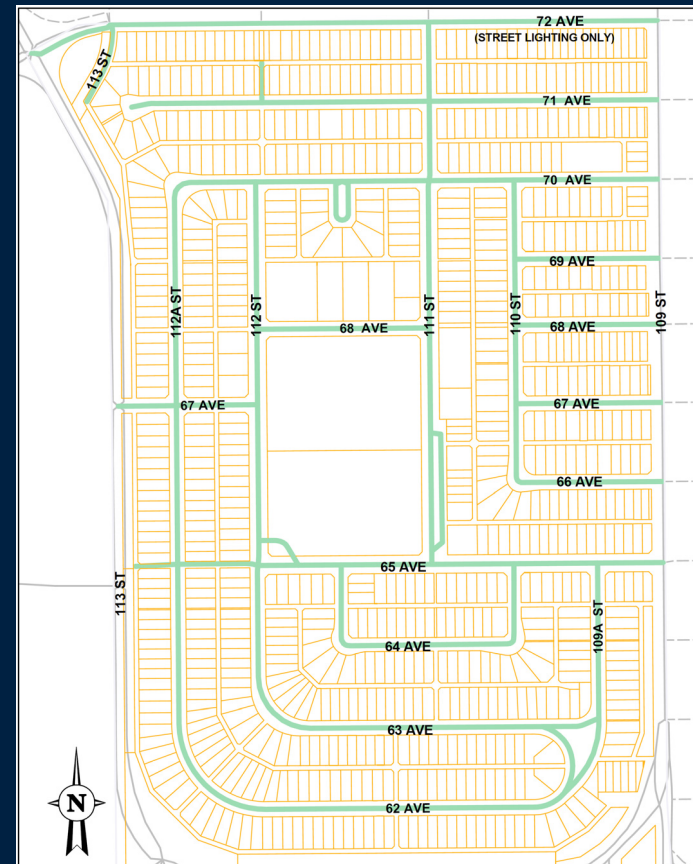 72 AVE
(STREET LIGHTING ONLY)
113 ST
71 AVE
70 AVE
69 AVE
112A ST
112 ST
68 AVE
111 ST
110 ST
68 AVE
109 ST
67 AVE
67 AVE
66 AVE
65 AVE
113 ST
109A ST
64 AVE
63 AVE
62 AVE
N